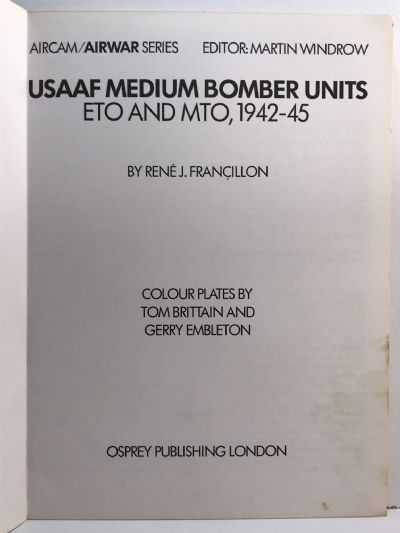 AIRCAM/AIRWAR SERIES EDITOR: MARTIN WINDROW
USAAF MEDIUM BOMBER UNITS
ETO AND MTO, 1942-45
BY RENÉ J. FRANÇILLON
COLOUR PLATES BY
TOM BRITTAIN AND
GERRY EMBLETON
OSPREY PUBLISHING LONDON